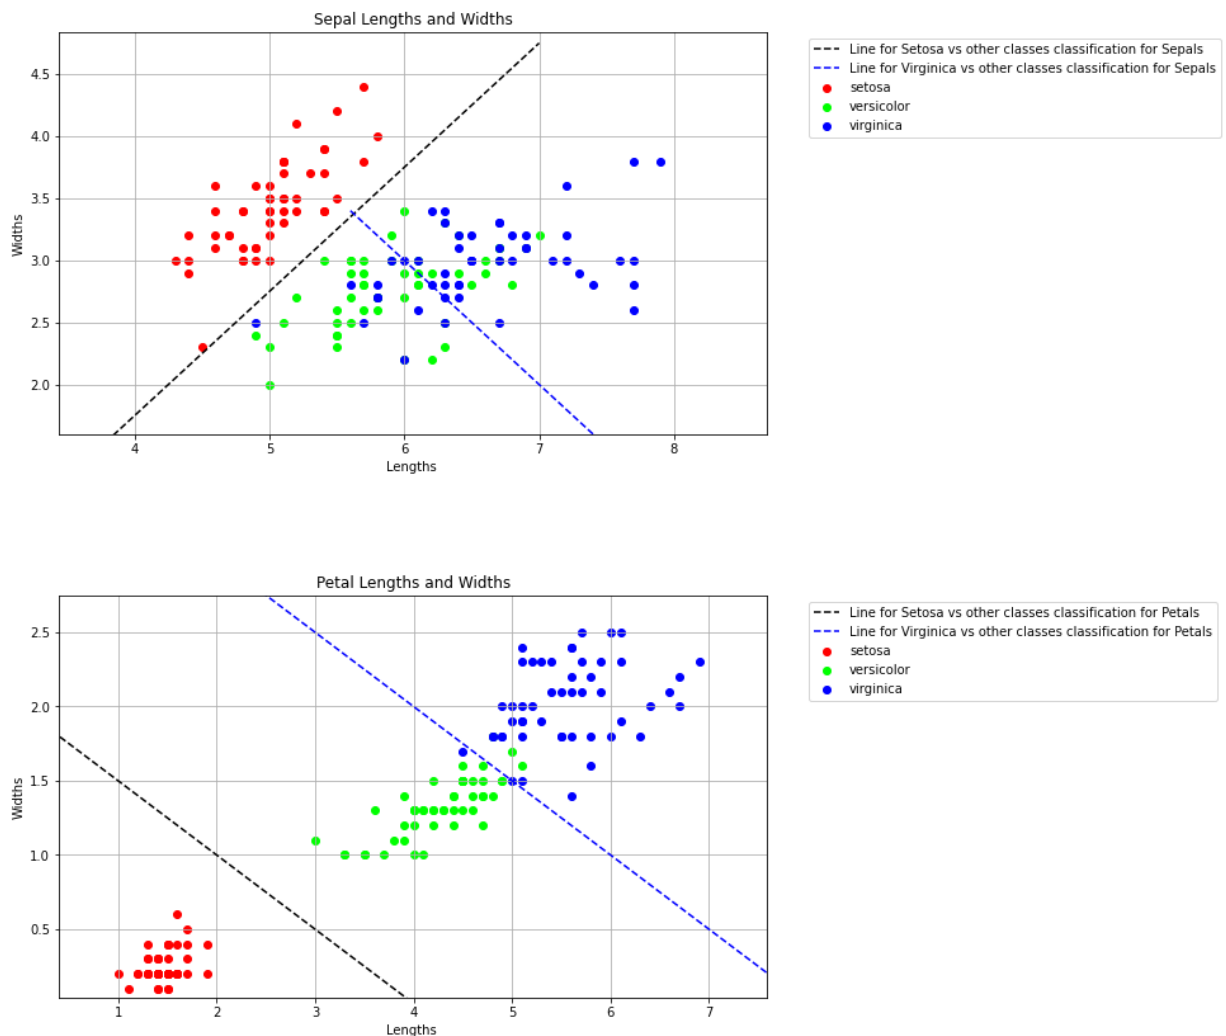 Sepal Lengths and Widths
Line for Setosa vs other classes classification for Sepals
Line for Virginica vs other classes classification for Sepals
setosa
versicolor
virginica
4.5
4.0
3.5
3.0
2.5
2.0
Widths
4
5
6
7
8
Lengths
Petal Lengths and Widths
Line for Setosa vs other classes classification for Petals
Line for Virginica vs other classes classification for Petals
setosa
versicolor
virginica
2.5
2.0
1.5
1.0
0.5
Widths
1
2
3
4
5
6
7
Lengths